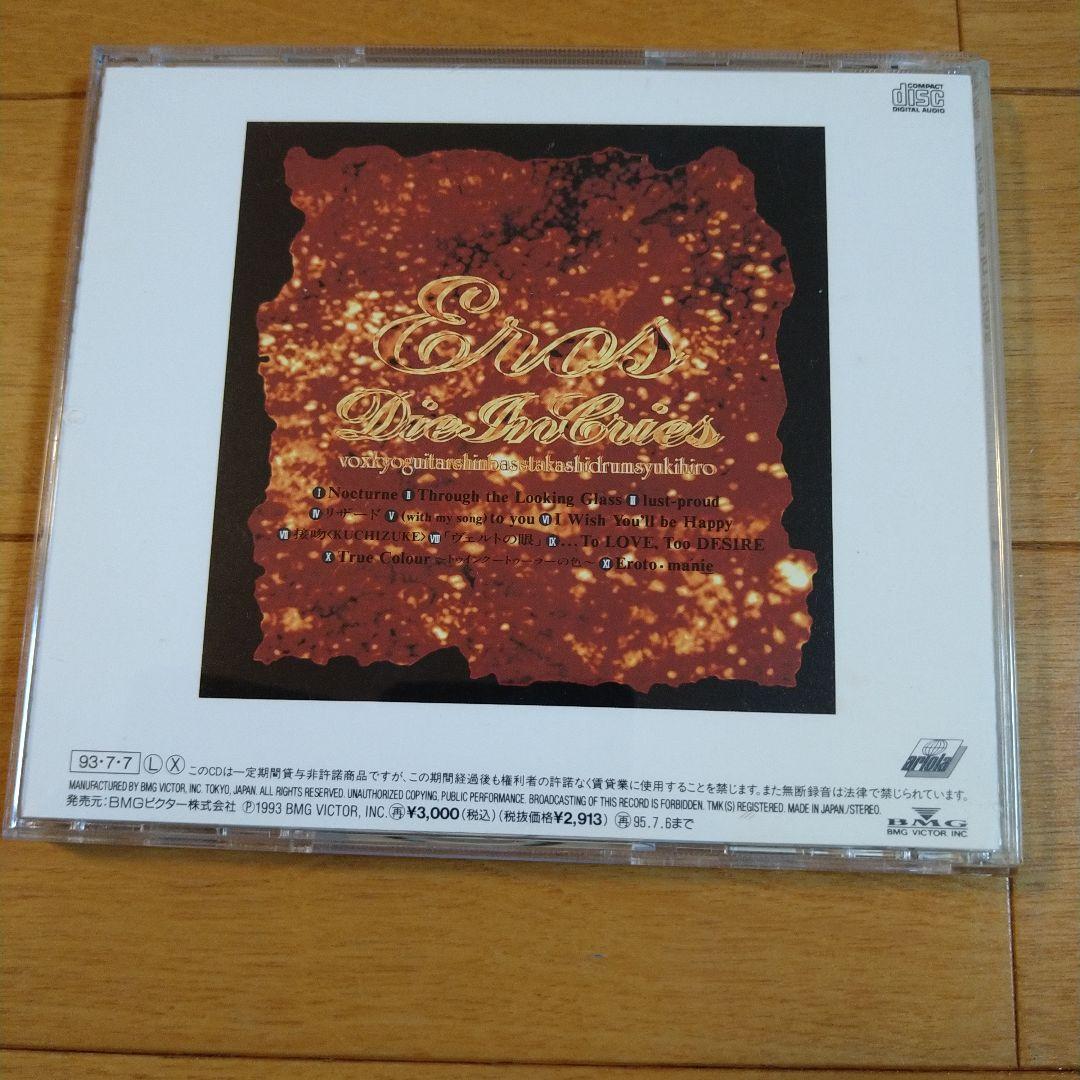 COMPACT
disc
DIGITAL AUDIO
Eros
Die In Cries
voxkyoguitarshinbasstakashidrumsyukihiro
I Nocturne II Through the Looking Glass III lust-proud
IV リザード V (with my song) to you VI I Wish You'll be Happy
VII 接吻〈KUCHIZUKE〉 VIII 「ヴェルトの眼」 IX ...To LOVE, Too DESIRE
X True Colour XI Eroto・manie
ariola
93・7・7 Ⓛ Ⓧ このCDは一定期間貸与非許諾商品ですが、この期間経過後も権利者の許諾なく賃貸業に使用することを禁じます。また無断録音は法律で禁じられています。
MANUFACTURED BY BMG VICTOR, INC. TOKYO, JAPAN. ALL RIGHTS RESERVED. UNAUTHORIZED COPYING, PUBLIC PERFORMANCE. BROADCASTING OF THIS RECORD IS FORBIDDEN. TMK(S) REGISTERED. MADE IN JAPAN/STEREO.
発売元:BMGビクター株式会社 Ⓟ1993 BMG VICTOR, INC. 再¥3,000(税込)(税抜価格¥2,913) 再95.7.6まで
BMG
BMG VICTOR, INC.